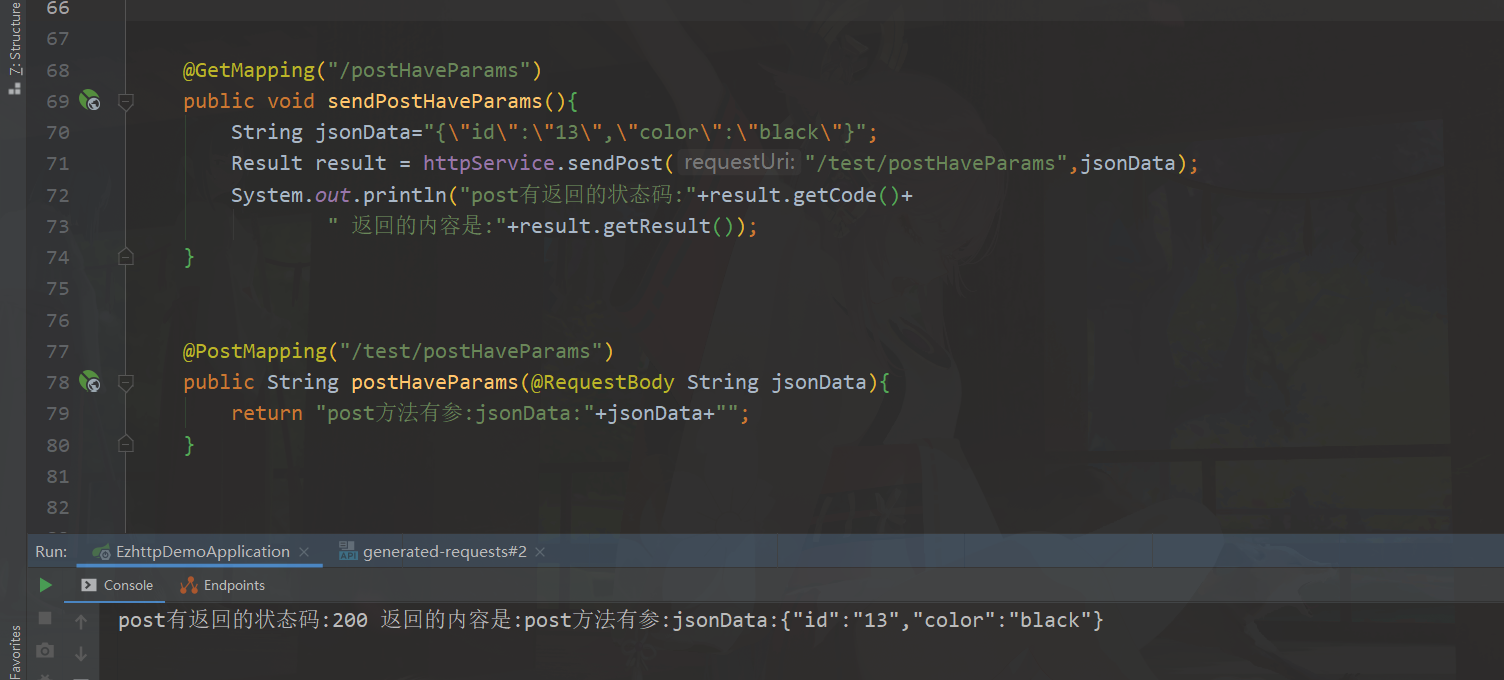 7: Structure
66
67
68 @GetMapping("/postHaveParams")
69 public void sendPostHaveParams(){
70 String jsonData="{\"id\":\"13\",\"color\":\"black\"}";
71 Result result = httpService.sendPost( requestUri: "/test/postHaveParams",jsonData);
72 System.out.println("post有返回的状态码:"+result.getCode()+
73 " 返回的内容是:"+result.getResult());
74 }
75
76
77 @PostMapping("/test/postHaveParams")
78 public String postHaveParams(@RequestBody String jsonData){
79 return "post方法有参:jsonData:"+jsonData+"";
80 }
81
82
Run: EzhttpDemoApplication × API generated-requests#2 ×
Console Endpoints
post有返回的状态码:200 返回的内容是:post方法有参:jsonData:{"id":"13","color":"black"}
Favorites